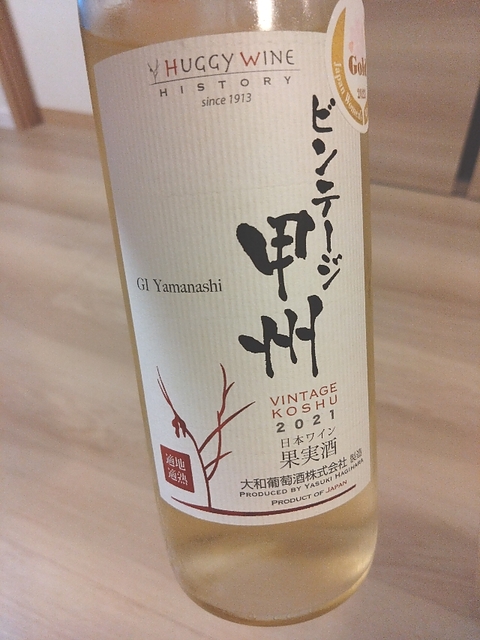 HUGGY WINE
HISTORY
since 1913
Gold
ビンテージ
甲州
GI Yamanashi
VINTAGE
KOSHU
2021
日本ワイン
果実酒
適地
適熟
大和葡萄酒株式会社 製造
PRODUCED BY YASUKI HAGIHARA
PRODUCT OF JAPAN